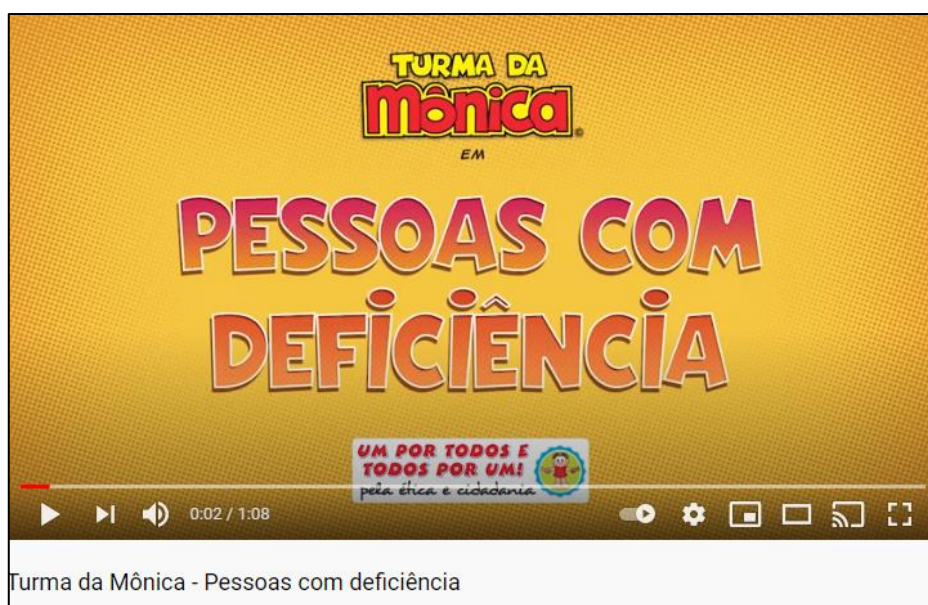 TURMA DA
Mônica
EM
PESSOAS COM
DEFICIÊNCIA
UM POR TODOS E
TODOS POR UM!
pela ética e cidadania
0:02 / 1:08
Turma da Mônica - Pessoas com deficiência